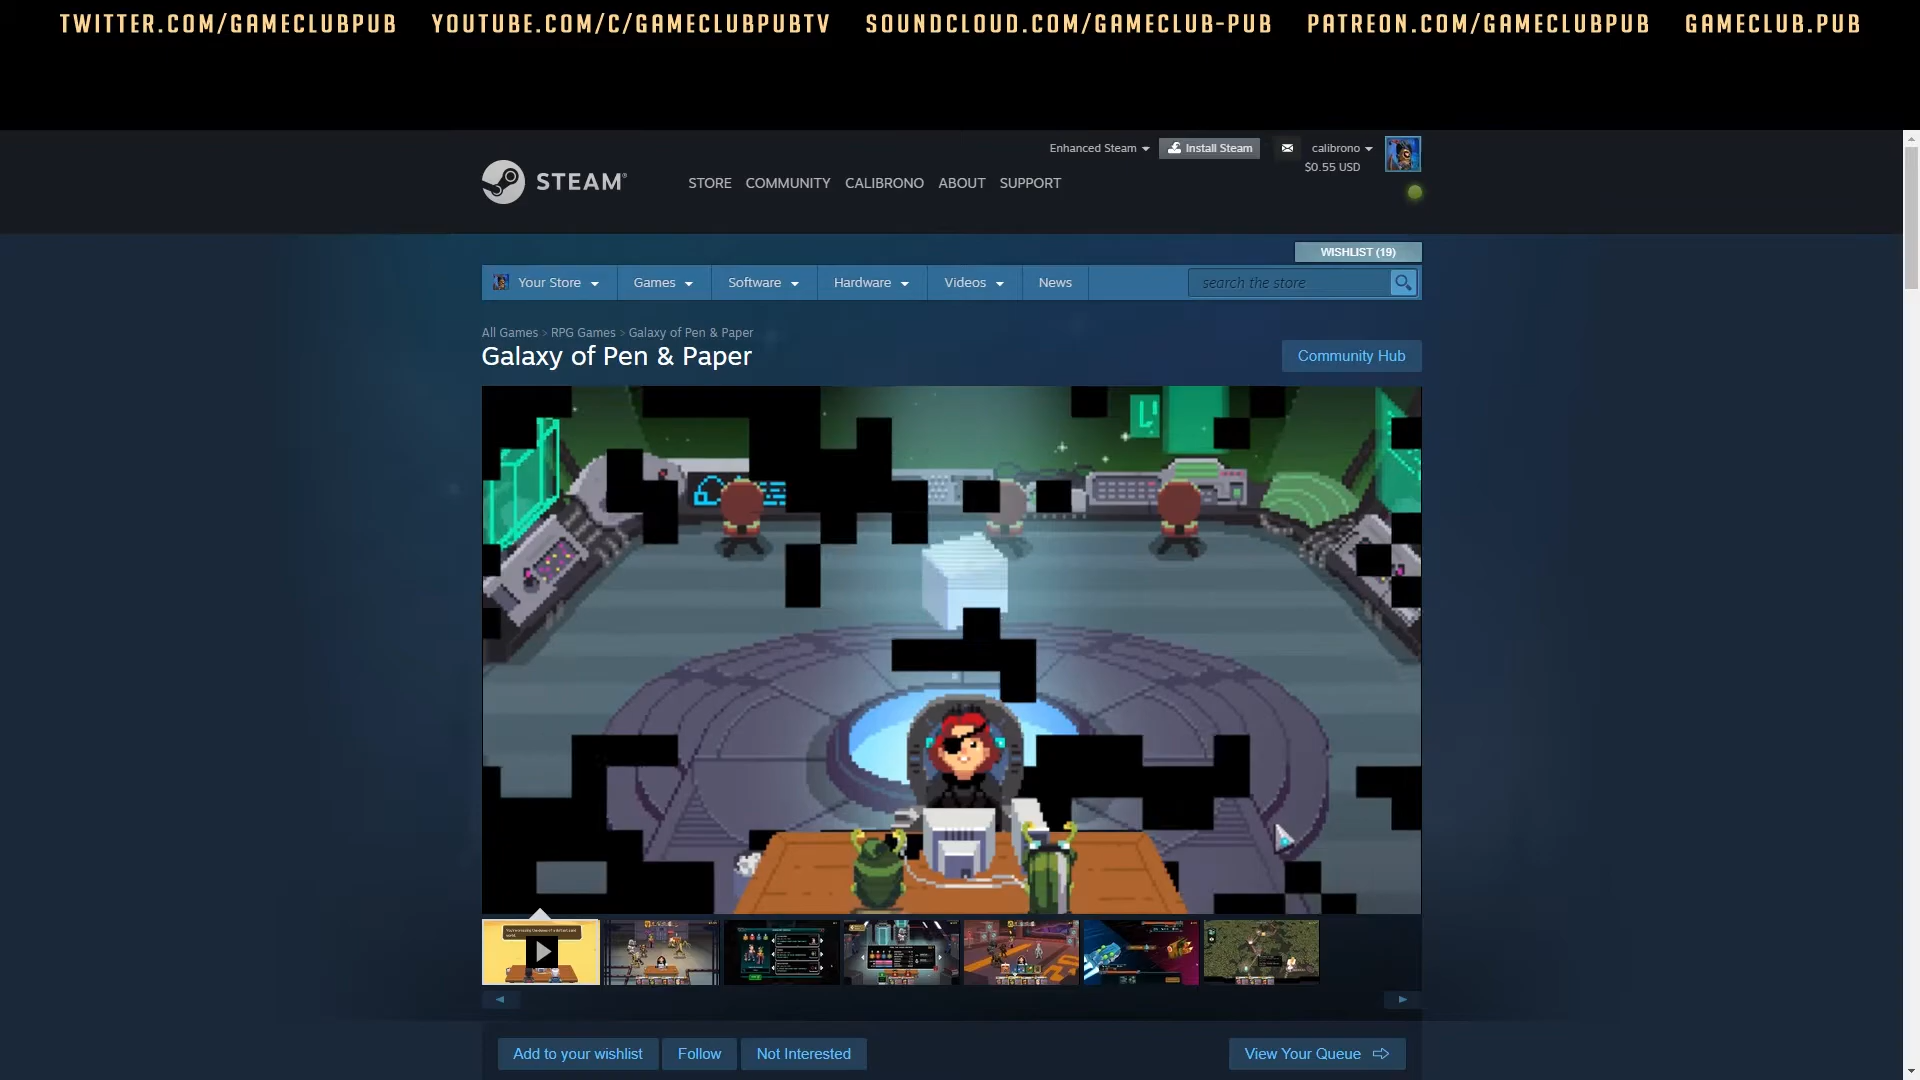 TWITTER.COM/GAMECLUBPUB YOUTUBE.COM/C/GAMECLUBPUBTV SOUNDCLOUD.COM/GAMECLUB-PUB PATREON.COM/GAMECLUBPUB GAMECLUB.PUB
Enhanced Steam Install Steam calibrono
$0.55 USD
STEAM
STORE COMMUNITY CALIBRONO ABOUT SUPPORT
WISHLIST (19)
Your Store Games Software Hardware Videos News search the store
All Games > RPG Games > Galaxy of Pen & Paper
Galaxy of Pen & Paper
Community Hub
Add to your wishlist Follow Not Interested View Your Queue